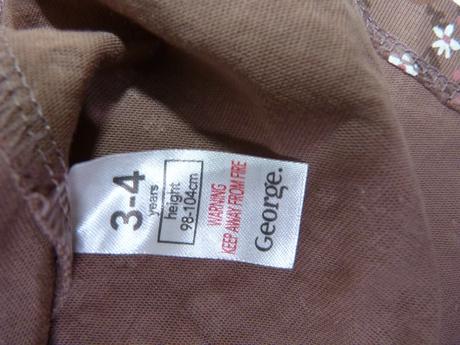 3-4
years
height
98-104cm
WARNING
KEEP AWAY FROM FIRE
George.